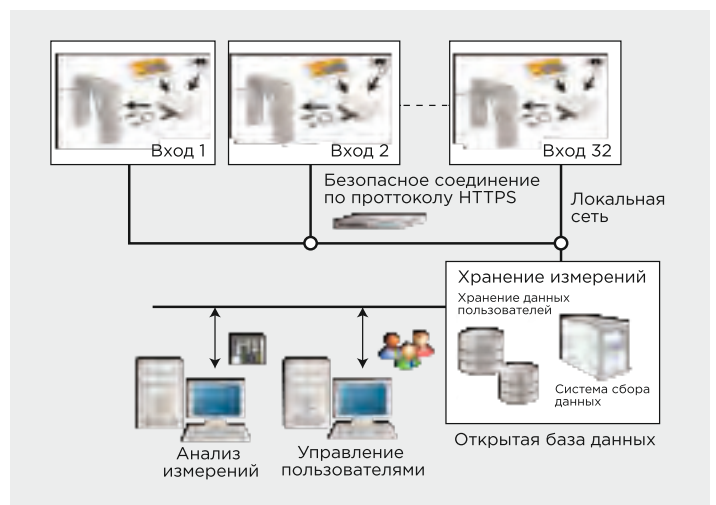 Вход 1
Вход 2
Вход 32
Безопасное соединение
по проттоколу HTTPS
Локальная
сеть
Хранение измерений
Хранение данных
пользователей
Система сбора
данных
Открытая база данных
Анализ
измерений
Управление
пользователями